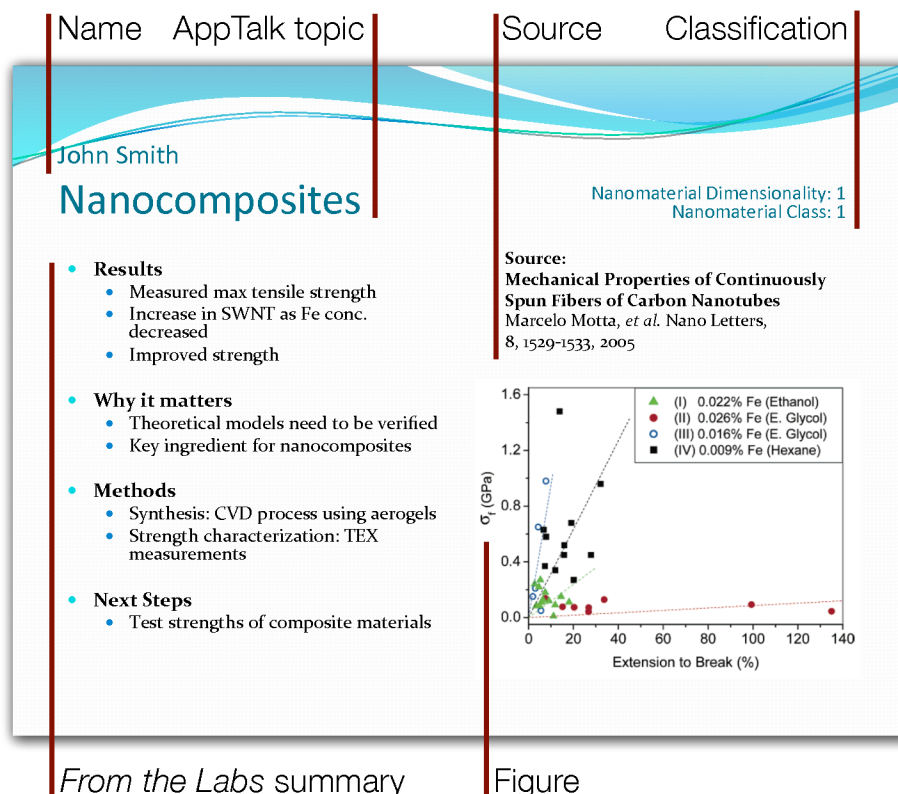 Name AppTalk topic Source Classification
John Smith
Nanocomposites
Nanomaterial Dimensionality: 1
Nanomaterial Class: 1
• Results
• Measured max tensile strength
• Increase in SWNT as Fe conc.
decreased
• Improved strength
• Why it matters
• Theoretical models need to be verified
• Key ingredient for nanocomposites
• Methods
• Synthesis: CVD process using aerogels
• Strength characterization: TEX
measurements
• Next Steps
• Test strengths of composite materials
Source:
Mechanical Properties of Continuously
Spun Fibers of Carbon Nanotubes
Marcelo Motta, et al. Nano Letters,
8, 1529-1533, 2005
1.6
1.2
0.8
0.4
0.0
σf (GPa)
(I) 0.022% Fe (Ethanol)
(II) 0.026% Fe (E. Glycol)
(III) 0.016% Fe (E. Glycol)
(IV) 0.009% Fe (Hexane)
0 20 40 60 80 100 120 140
Extension to Break (%)
From the Labs summary Figure